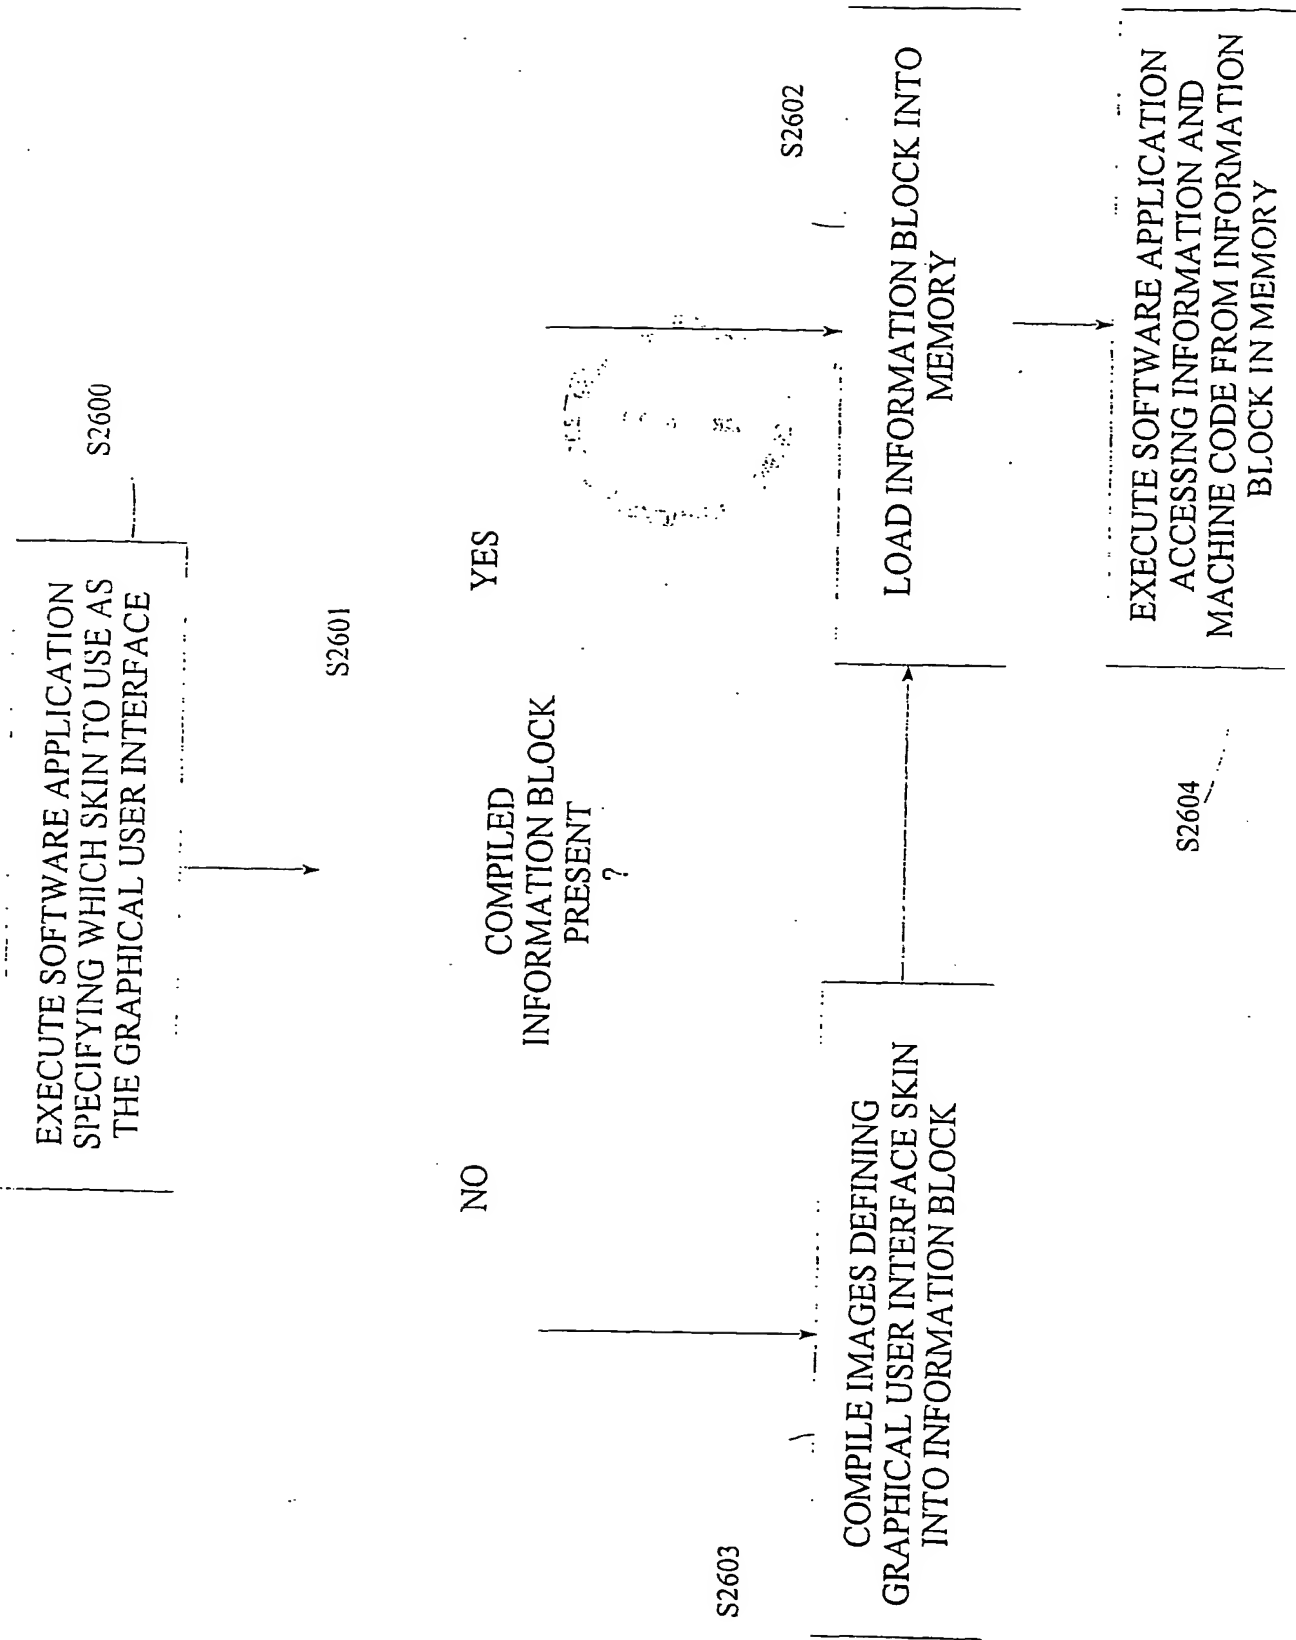 S2600
EXECUTE SOFTWARE APPLICATION
SPECIFYING WHICH SKIN TO USE AS
THE GRAPHICAL USER INTERFACE
S2601
NO
YES
COMPILED
INFORMATION BLOCK
PRESENT
?
S2603
COMPILE IMAGES DEFINING
GRAPHICAL USER INTERFACE SKIN
INTO INFORMATION BLOCK
S2602
LOAD INFORMATION BLOCK INTO
MEMORY
S2604
EXECUTE SOFTWARE APPLICATION
ACCESSING INFORMATION AND
MACHINE CODE FROM INFORMATION
BLOCK IN MEMORY